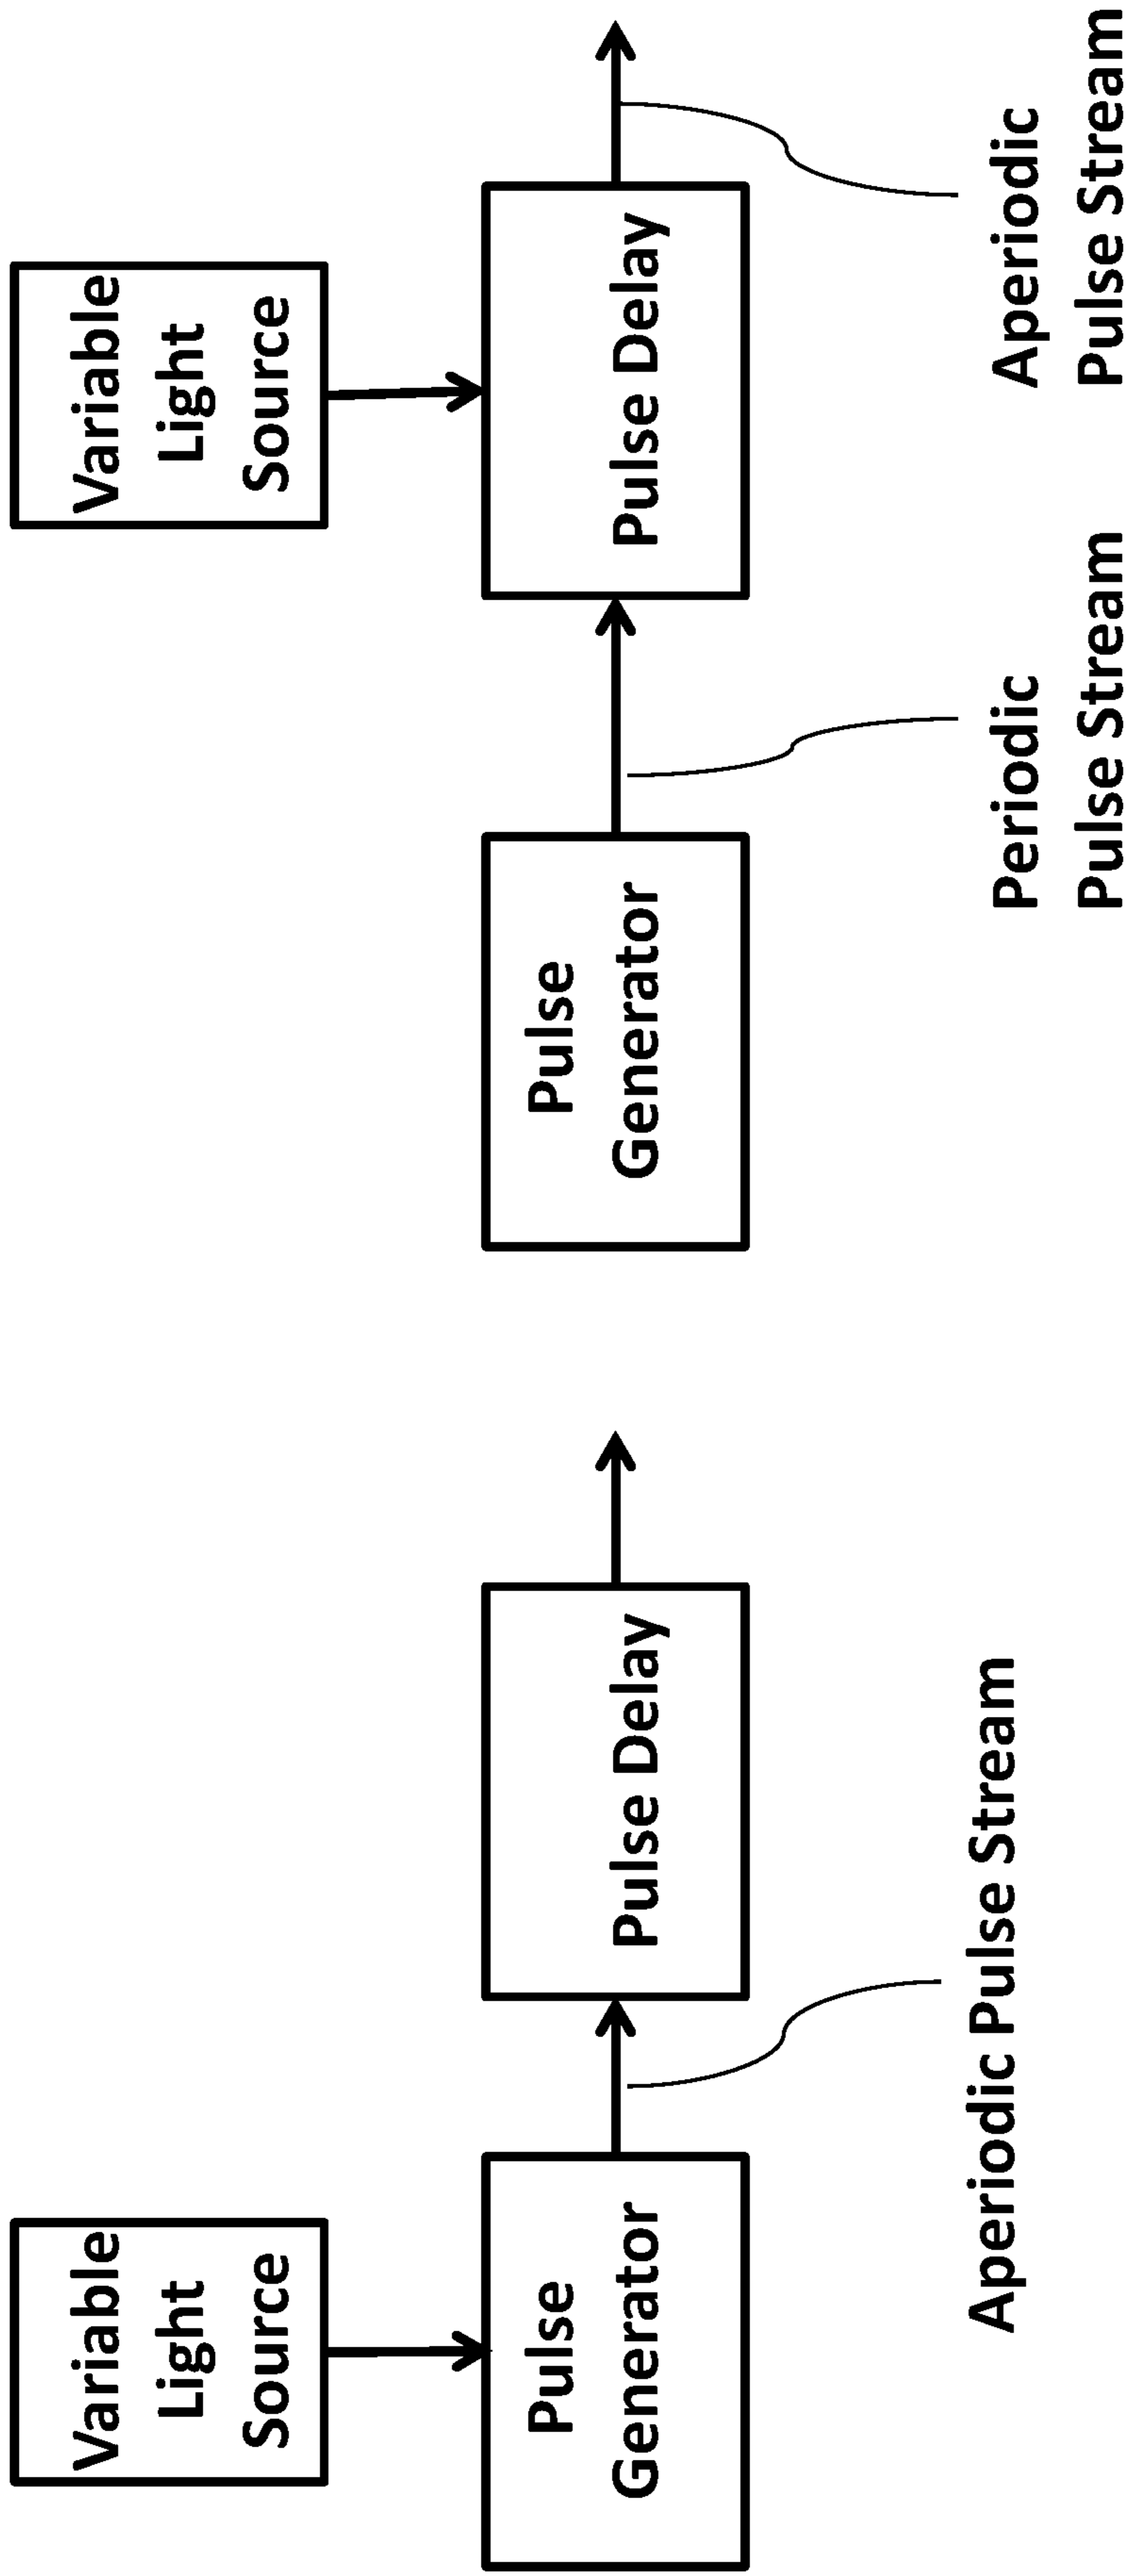 Variable
Light
Source
Pulse
Generator
Pulse Delay
Aperiodic Pulse Stream
Variable
Light
Source
Pulse
Generator
Pulse Delay
Periodic
Pulse Stream
Aperiodic
Pulse Stream